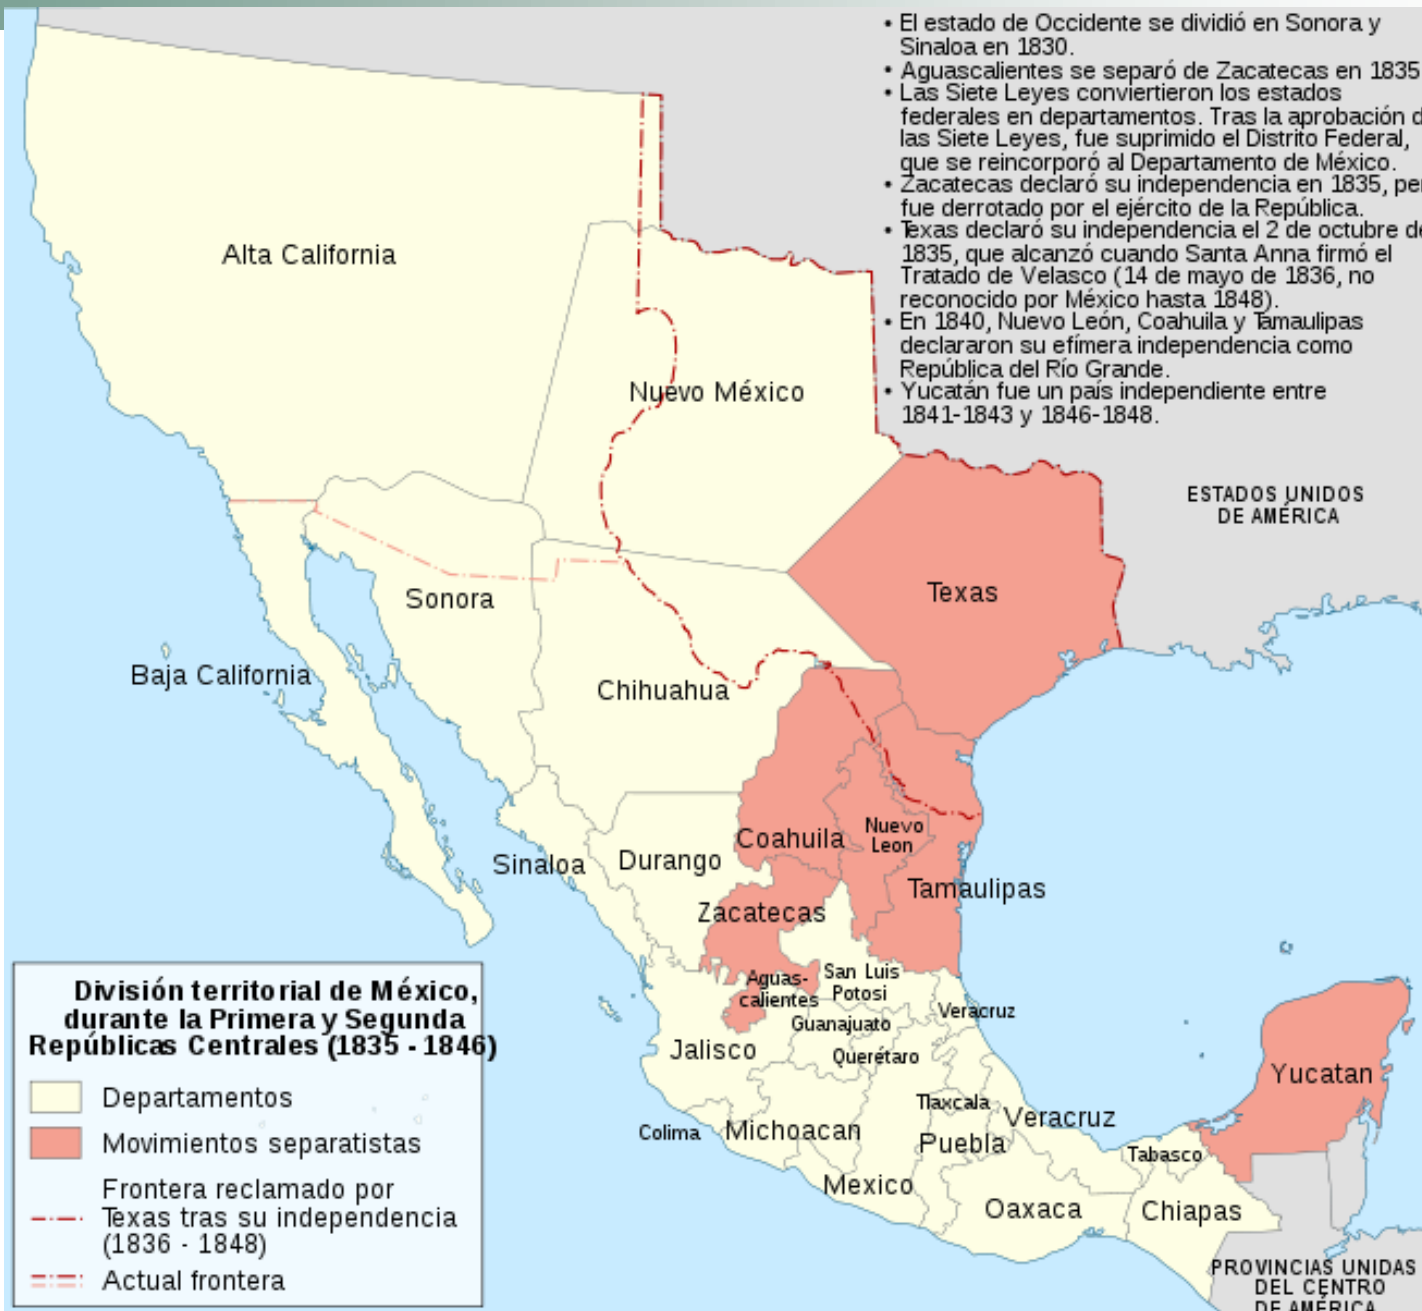 • El estado de Occidente se dividió en Sonora y
Sinaloa en 1830.
• Aguascalientes se separó de Zacatecas en 1835
• Las Siete Leyes conviertieron los estados
federales en departamentos. Tras la aprobación d
las Siete Leyes, fue suprimido el Distrito Federal,
que se reincorporó al Departamento de México.
• Zacatecas declaró su independencia en 1835, per
fue derrotado por el ejército de la República.
• Texas declaró su independencia el 2 de octubre de
1835, que alcanzó cuando Santa Anna firmó el
Tratado de Velasco (14 de mayo de 1836, no
reconocido por México hasta 1848).
• En 1840, Nuevo León, Coahuila y Tamaulipas
declararon su efímera independencia como
República del Río Grande.
• Yucatán fue un país independiente entre
1841-1843 y 1846-1848.
Alta California
Nuevo México
ESTADOS UNIDOS
DE AMÉRICA
Texas
Sonora
Baja California
Chihuahua
Coahuila
Nuevo
Leon
Sinaloa
Durango
Tamaulipas
Zacatecas
Aguas-
calientes
San Luis
Potosi
Veracruz
Guanajuato
Querétaro
Jalisco
Yucatan
Tlaxcala
Veracruz
Colima
Michoacan
Puebla
Tabasco
Mexico
Oaxaca
Chiapas
PROVINCIAS UNIDAS
DEL CENTRO
DE AMÉRICA
División territorial de México,
durante la Primera y Segunda
Repúblicas Centrales (1835 - 1846)
Departamentos
Movimientos separatistas
Frontera reclamado por
Texas tras su independencia
(1836 - 1848)
Actual frontera